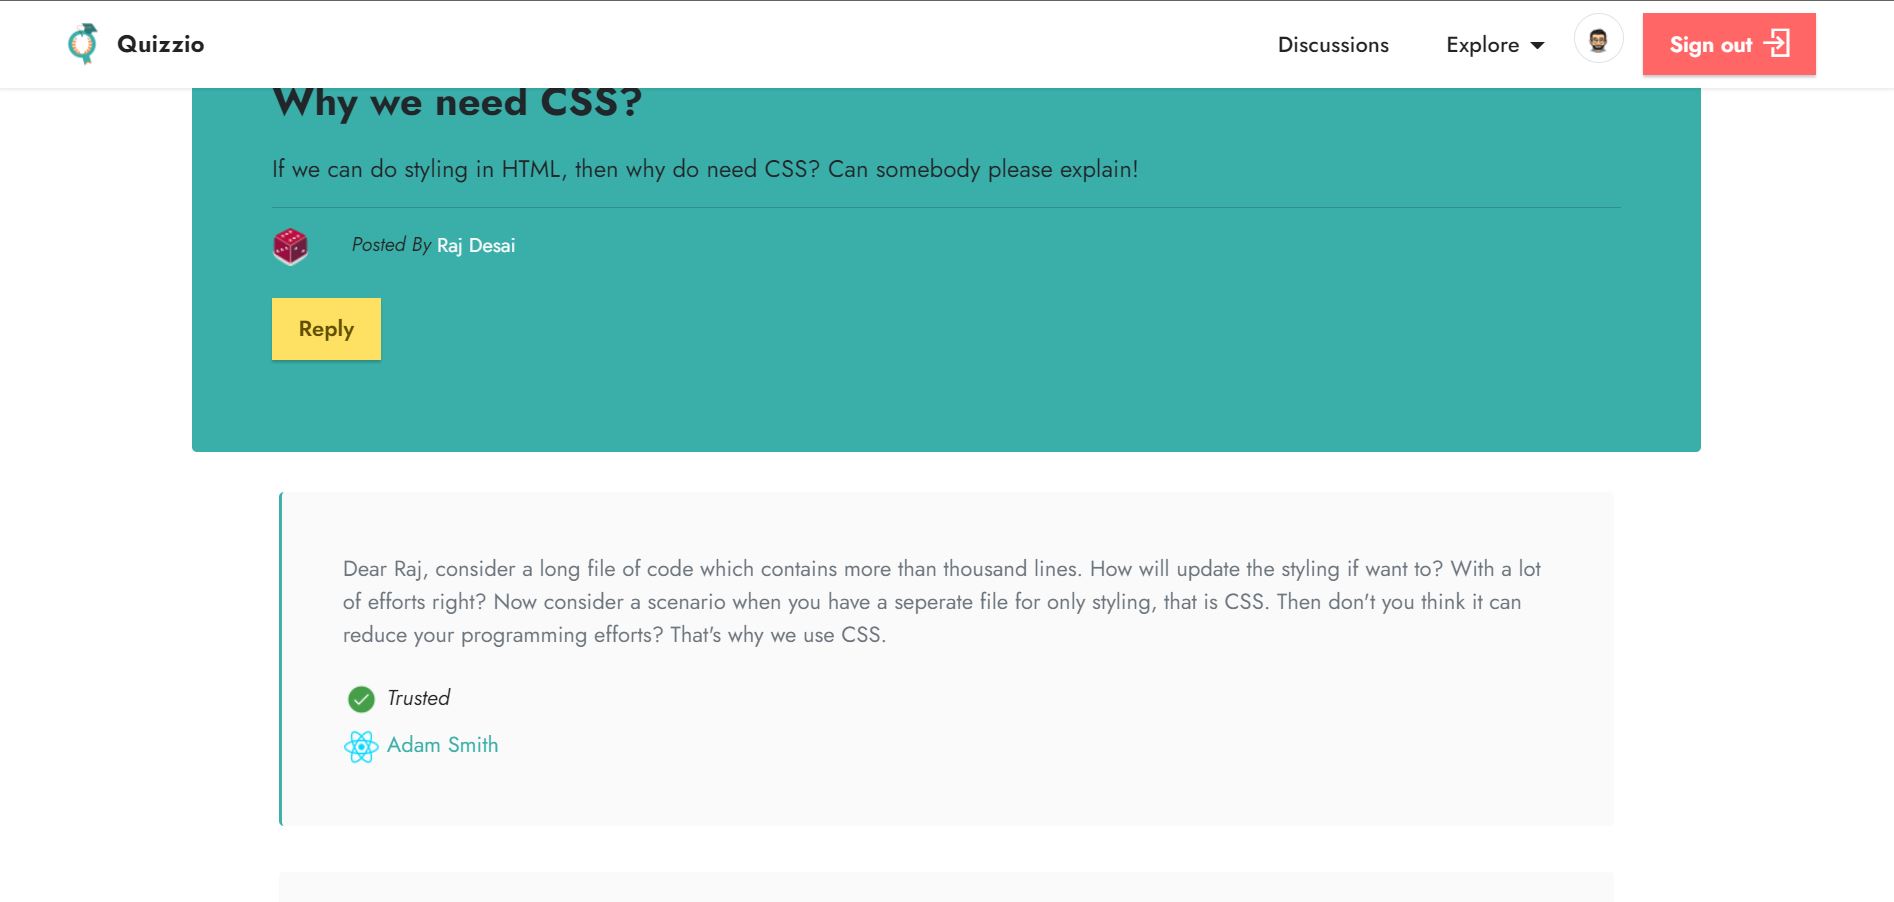 Quizzio
Discussions
Explore
Sign out
Why we need CSS?
If we can do styling in HTML, then why do need CSS? Can somebody please explain!
Posted By Raj Desai
Reply
Dear Raj, consider a long file of code which contains more than thousand lines. How will update the styling if want to? With a lot
of efforts right? Now consider a scenario when you have a seperate file for only styling, that is CSS. Then don't you think it can
reduce your programming efforts? That's why we use CSS.
Trusted
Adam Smith